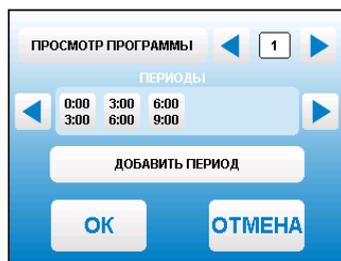 ПРОСМОТР ПРОГРАММЫ 1
ПЕРИОДЫ
0:00 3:00 6:00
3:00 6:00 9:00
ДОБАВИТЬ ПЕРИОД
ОК ОТМЕНА